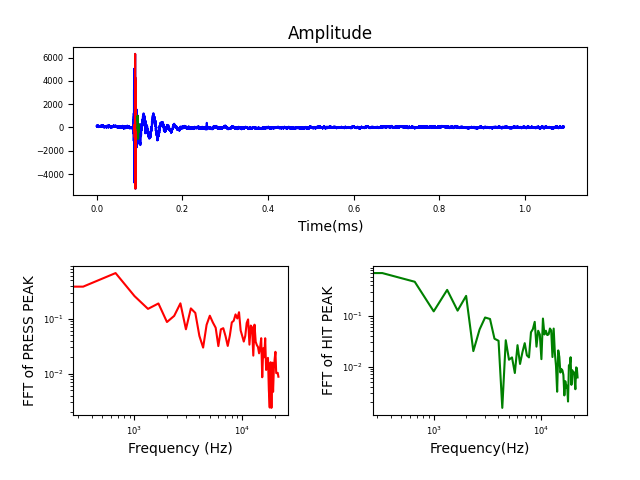 Amplitude
6000
4000
2000
0
−2000
−4000
0.0 0.2 0.4 0.6 0.8 1.0
Time(ms)
FFT of PRESS PEAK
10⁻¹
10⁻²
10³ 10⁴
Frequency (Hz)
FFT of HIT PEAK
10⁻¹
10⁻²
10³ 10⁴
Frequency(Hz)